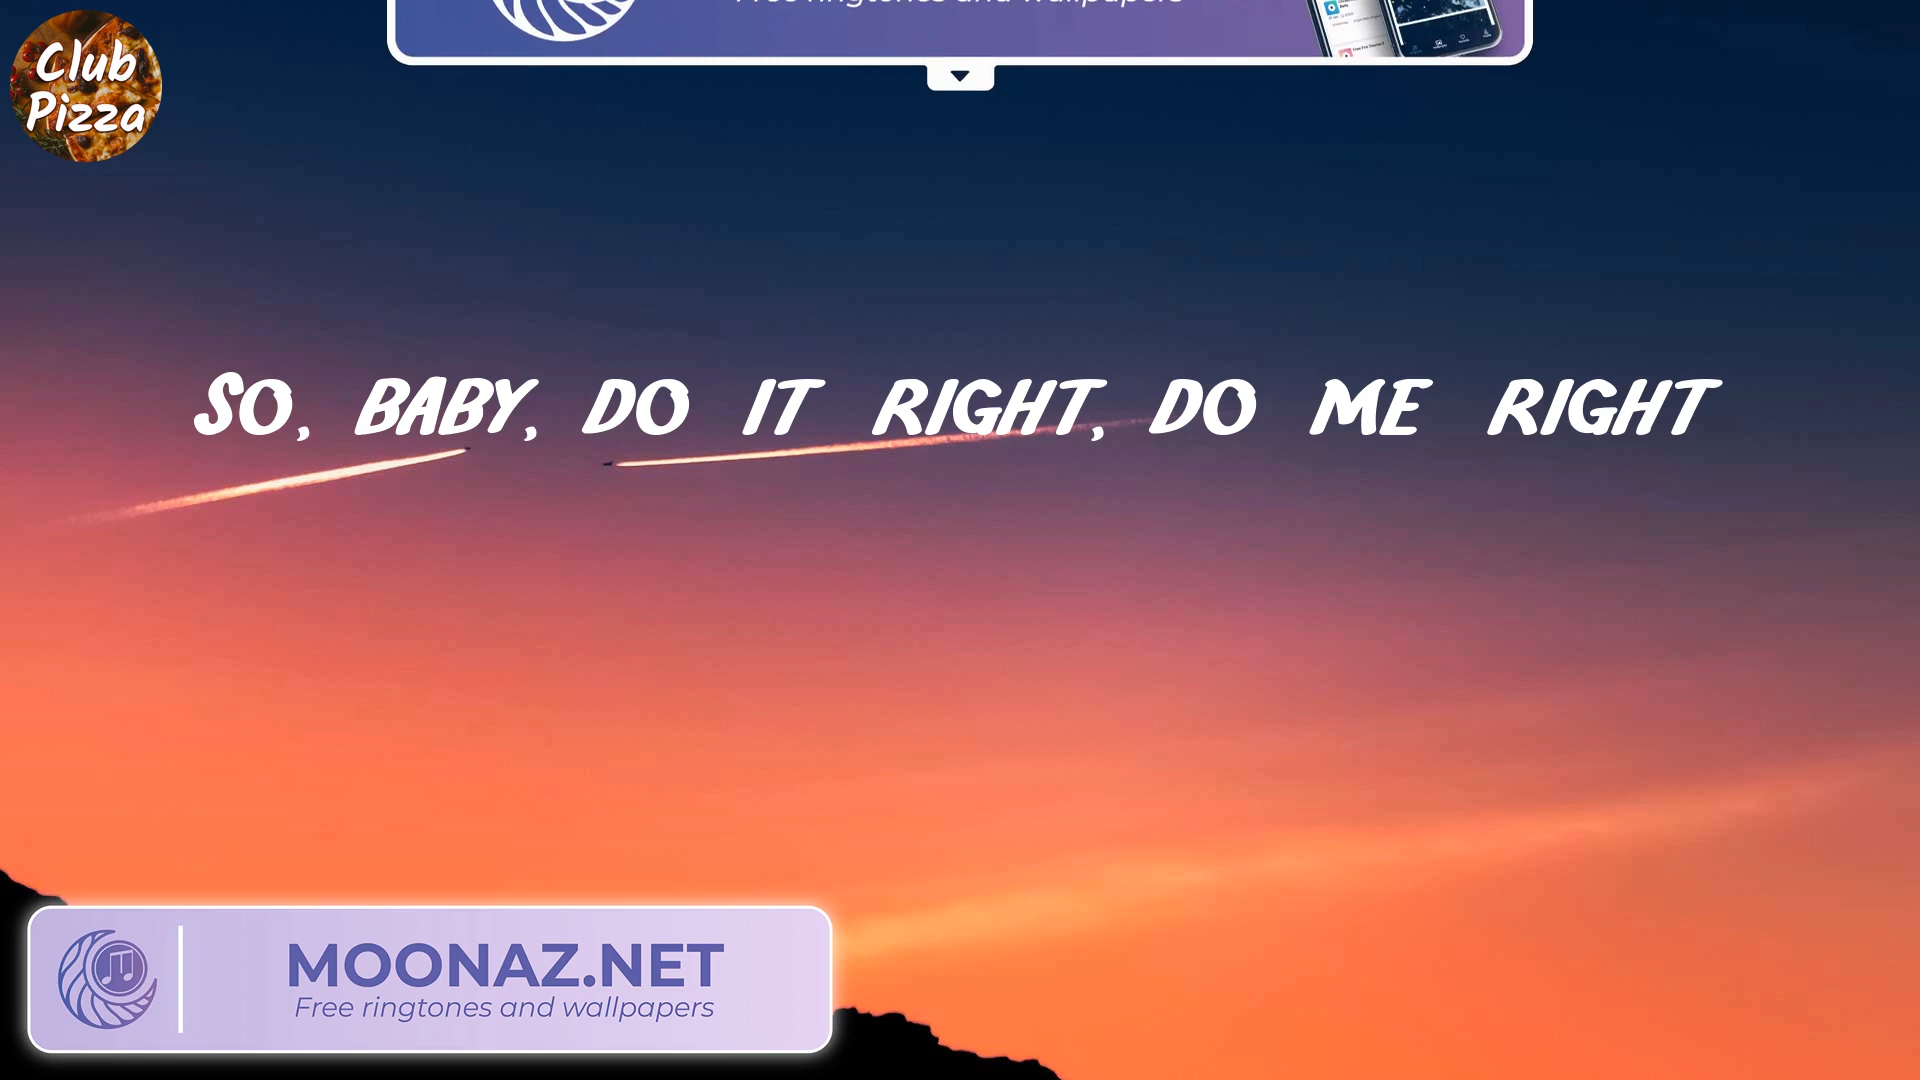 Club
Pizza
Free ringtones and wallpapers
SO, BABY, DO IT RIGHT, DO ME RIGHT
MOONAZ.NET
Free ringtones and wallpapers